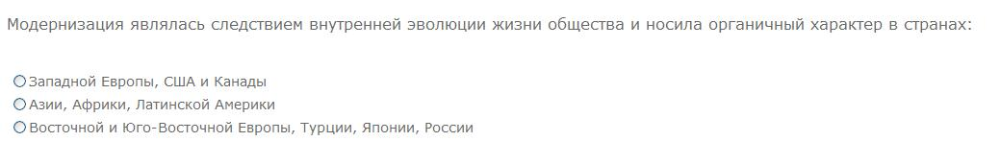 Модернизация являлась следствием внутренней эволюции жизни общества и носила органичный характер в странах:
Западной Европы, США и Канады
Азии, Африки, Латинской Америки
Восточной и Юго-Восточной Европы, Турции, Японии, России